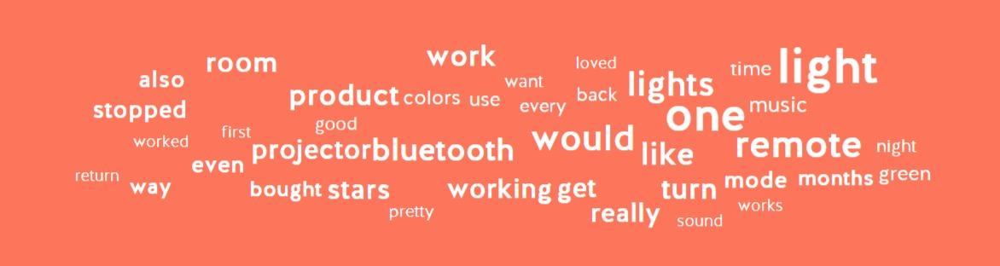 work
light
room
loved
time
also
lights
want
product
colors
use
back
every
music
stopped
one
good
first
would
worked
remote
night
projector
bluetooth
like
even
return
green
months
mode
way
bought
stars
working
get
turn
works
pretty
really
sound